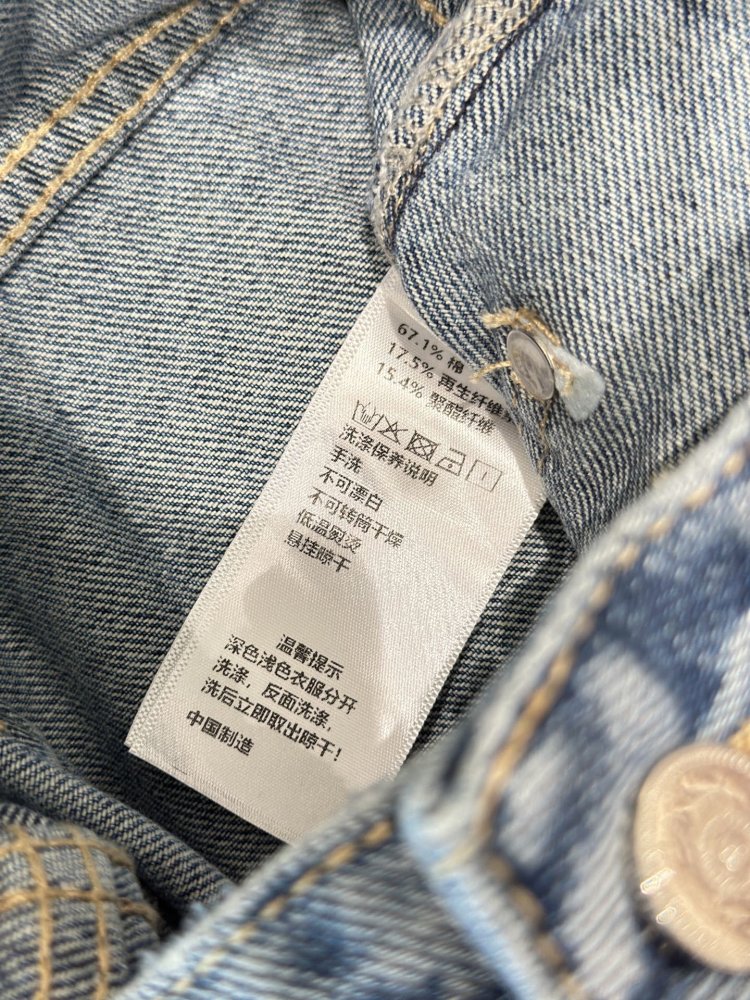 67.1% 棉
17.5% 再生纤维
15.4% 聚酯纤维
洗涤保养说明
手洗
不可漂白
不可转筒干燥
低温熨烫
悬挂晾干
温馨提示
深色浅色衣服分开
洗涤，反面洗涤，
洗后立即取出晾干！
中国制造